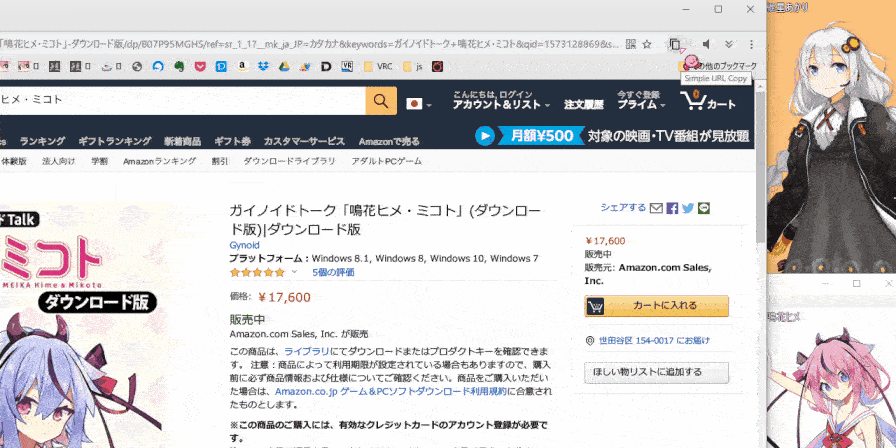 星あかり
「鳴花ヒメ・ミコト」-ダウンロード版/dp/B07P95MGHS/ref=sr_1_17__mk_ja_JP=カタカナ&keywords=ガイノイドトーク+鳴花ヒメ・ミコト&qid=1573128869&s...
VRC
js
の他のブックマーク
Simple URL Copy
ヒメ・ミコト
こんにちは, ログイン
アカウント&リスト
注文履歴
今すぐ登録
プライム
0
カート
ランキング
ギフトランキング
新着商品
ギフト券
カスタマーサービス
Amazonで売る
月額¥500
対象の映画・TV番組が見放題
体験版
法人向け
学割
Amazonランキング
割引
ダウンロードライブラリ
アダルトPCゲーム
ドTalk
ミコト
MEIKA Hime & Mikoto
ダウンロード版
ガイノイドトーク「鳴花ヒメ・ミコト」(ダウンロー
ド版)|ダウンロード版
Gynoid
プラットフォーム : Windows 8.1, Windows 8, Windows 10, Windows 7
5個の評価
価格: ￥17,600
販売中
Amazon.com Sales, Inc. が販売
この商品は、ライブラリにてダウンロードまたはプロダクトキーを確認できま
す。 注意：商品によって利用期限が設定されている場合もありますので、購入
前に必ず商品情報および仕様についてご確認ください。商品をご購入いただい
た場合は、Amazon.co.jp ゲーム＆PCソフトダウンロード利用規約に合意され
たものとします。
※この商品のご購入には、有効なクレジットカードのアカウント登録が必要で
す。
シェアする
￥17,600
販売中
販売元: Amazon.com Sales,
Inc.
カートに入れる
世田谷区 154-0017 にお届け
ほしい物リストに追加する
鳴花ヒメ